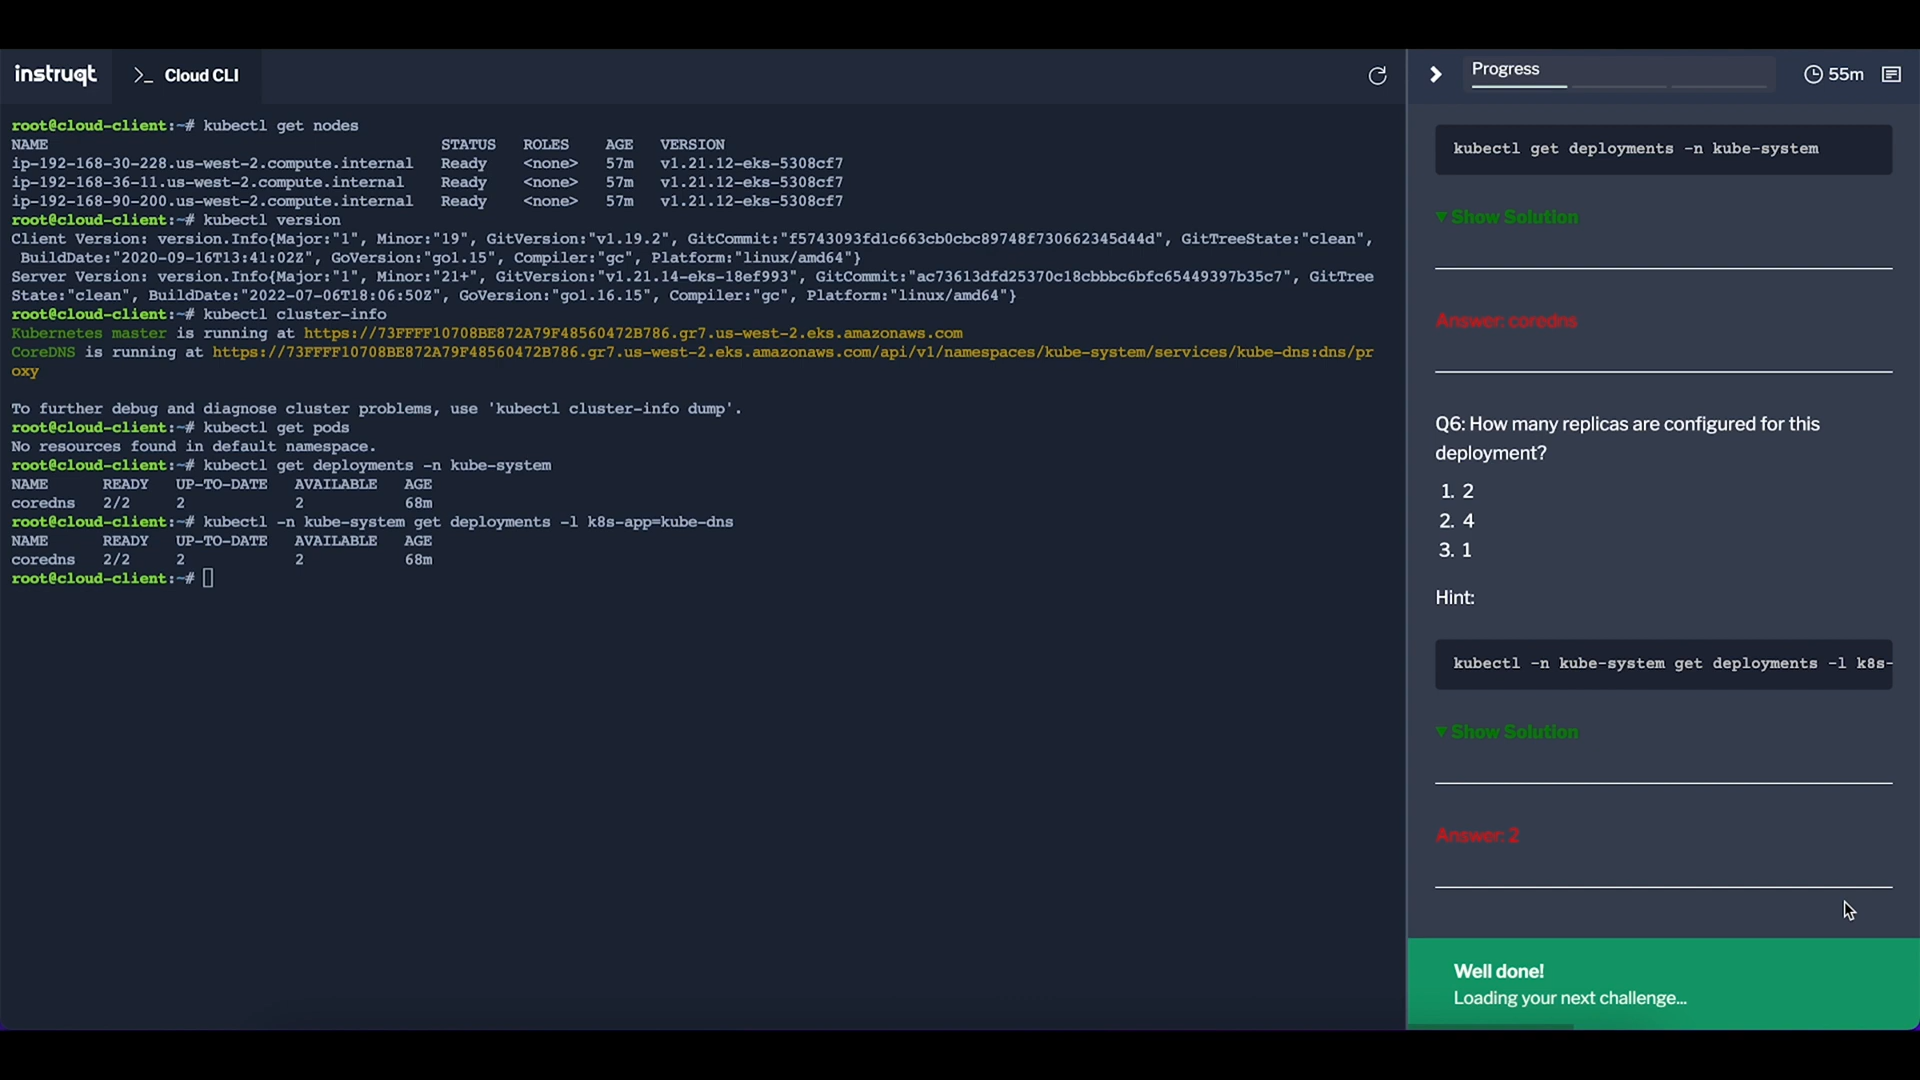 instruqt
>_ Cloud CLI
root@cloud-client:~# kubectl get nodes
NAME STATUS ROLES AGE VERSION
ip-192-168-30-228.us-west-2.compute.internal Ready <none> 57m v1.21.12-eks-5308cf7
ip-192-168-36-11.us-west-2.compute.internal Ready <none> 57m v1.21.12-eks-5308cf7
ip-192-168-90-200.us-west-2.compute.internal Ready <none> 57m v1.21.12-eks-5308cf7
root@cloud-client:~# kubectl version
Client Version: version.Info{Major:"1", Minor:"19", GitVersion:"v1.19.2", GitCommit:"f5743093fd1c663cb0cbc89748f730662345d44d", GitTreeState:"clean",
BuildDate:"2020-09-16T13:41:02Z", GoVersion:"go1.15", Compiler:"gc", Platform:"linux/amd64"}
Server Version: version.Info{Major:"1", Minor:"21+", GitVersion:"v1.21.14-eks-18ef993", GitCommit:"ac73613dfd25370c18cbbbc6bfc65449397b35c7", GitTree
State:"clean", BuildDate:"2022-07-06T18:06:50Z", GoVersion:"go1.16.15", Compiler:"gc", Platform:"linux/amd64"}
root@cloud-client:~# kubectl cluster-info
Kubernetes master is running at https://73FFFF10708BE872A79F48560472B786.gr7.us-west-2.eks.amazonaws.com
CoreDNS is running at https://73FFFF10708BE872A79F48560472B786.gr7.us-west-2.eks.amazonaws.com/api/v1/namespaces/kube-system/services/kube-dns:dns/pr
oxy
To further debug and diagnose cluster problems, use 'kubectl cluster-info dump'.
root@cloud-client:~# kubectl get pods
No resources found in default namespace.
root@cloud-client:~# kubectl get deployments -n kube-system
NAME READY UP-TO-DATE AVAILABLE AGE
coredns 2/2 2 2 68m
root@cloud-client:~# kubectl -n kube-system get deployments -l k8s-app=kube-dns
NAME READY UP-TO-DATE AVAILABLE AGE
coredns 2/2 2 2 68m
root@cloud-client:~#
Progress
55m
kubectl get deployments -n kube-system
Show Solution
Answer: coredns
Q6: How many replicas are configured for this
deployment?
1. 2
2. 4
3. 1
Hint:
kubectl -n kube-system get deployments -l k8s-
Show Solution
Answer: 2
Well done!
Loading your next challenge...